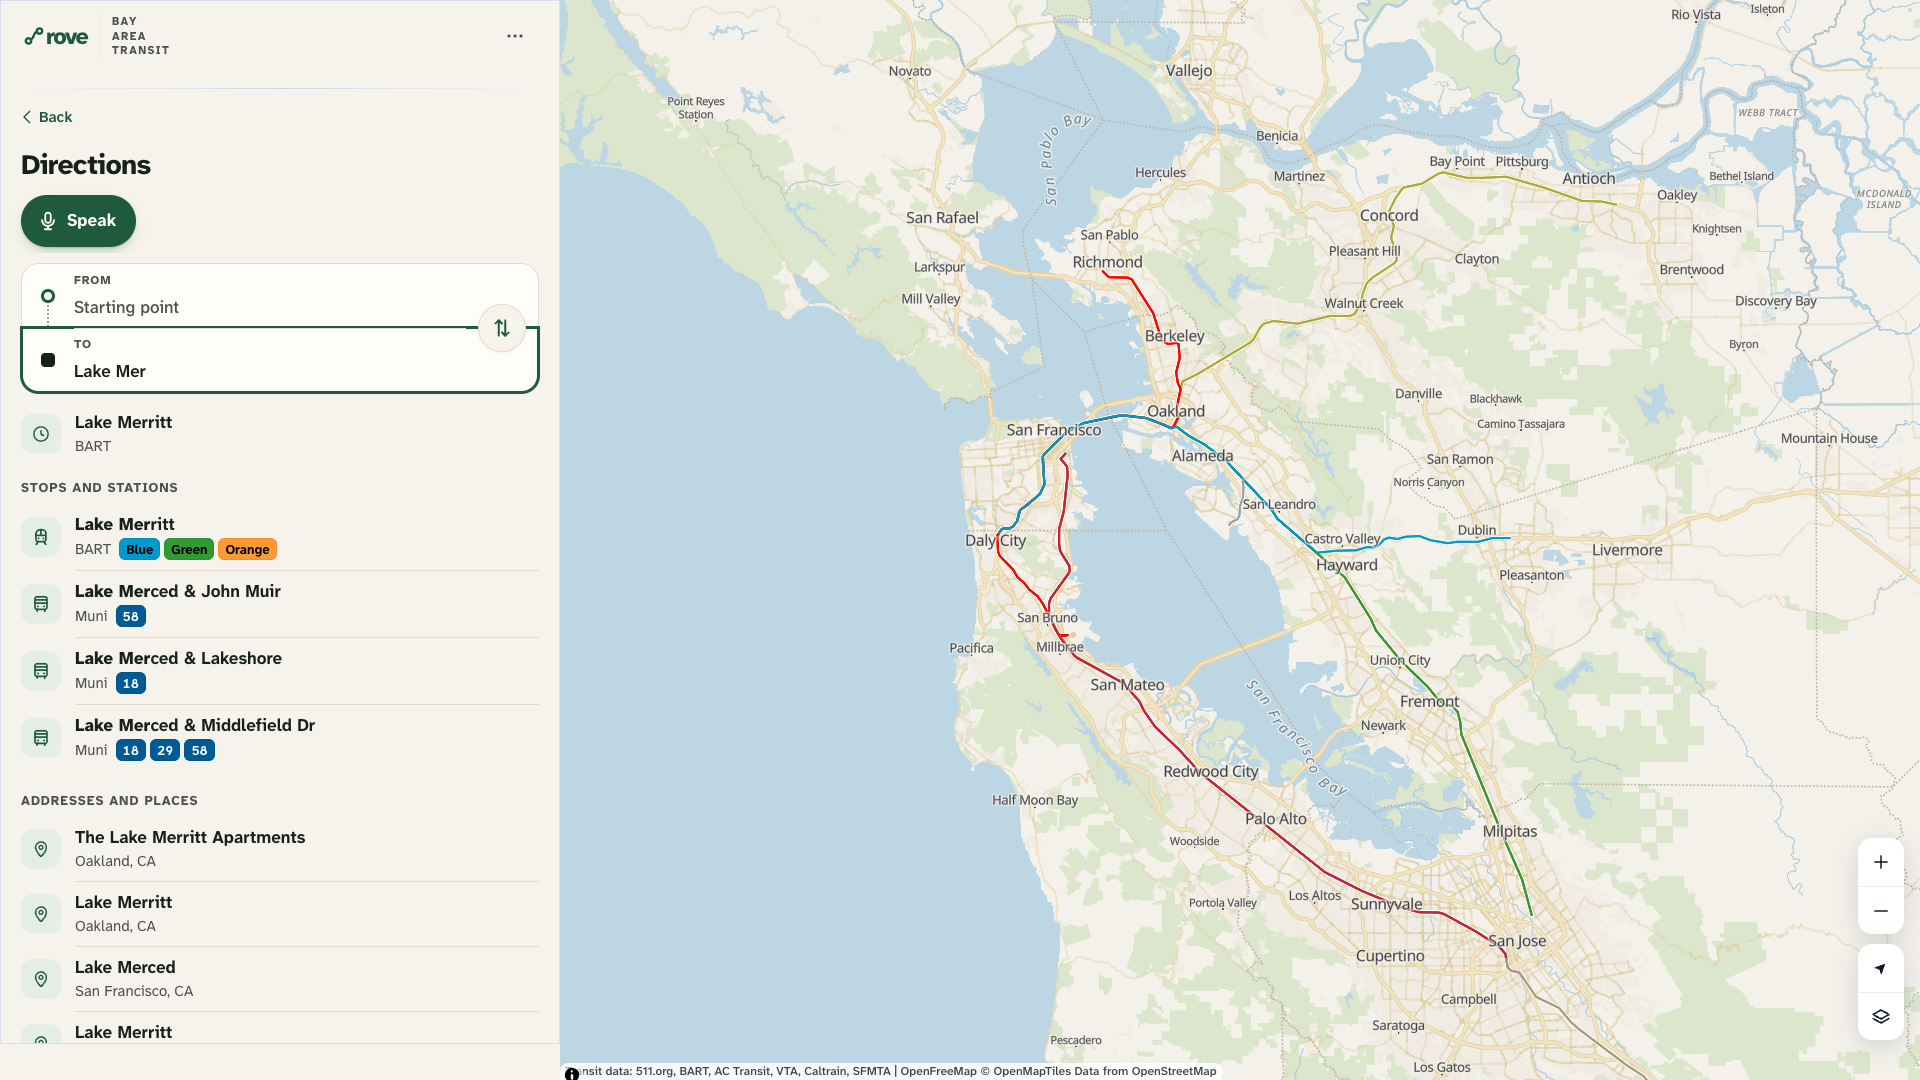 rove
BAY
AREA
TRANSIT
Back
Directions
Speak
FROM
Starting point
TO
Lake Mer
Lake Merritt
BART
STOPS AND STATIONS
Lake Merritt
BART Blue Green Orange
Lake Merced & John Muir
Muni 58
Lake Merced & Lakeshore
Muni 18
Lake Merced & Middlefield Dr
Muni 18 29 58
ADDRESSES AND PLACES
The Lake Merritt Apartments
Oakland, CA
Lake Merritt
Oakland, CA
Lake Merced
San Francisco, CA
Lake Merritt
Rio Vista
Isleton
Novato
Vallejo
Point Reyes
Station
San Pablo Bay
Benicia
WEBB TRACT
Hercules
Martinez
Bay Point
Pittsburg
Antioch
Bethel Island
Oakley
MCDONALD
ISLAND
San Rafael
Concord
Knightsen
San Pablo
Pleasant Hill
Clayton
Richmond
Larkspur
Brentwood
Mill Valley
Walnut Creek
Discovery Bay
Berkeley
Byron
Danville
Blackhawk
Oakland
Camino Tassajara
San Francisco
Mountain House
Alameda
San Ramon
Norris Canyon
San Leandro
Dublin
Daly City
Castro Valley
Livermore
Hayward
Pleasanton
San Bruno
Millbrae
Pacifica
Union City
San Mateo
San Francisco Bay
Fremont
Newark
Redwood City
Half Moon Bay
Palo Alto
Milpitas
Woodside
Los Altos
Portola Valley
Sunnyvale
San Jose
Cupertino
Campbell
Saratoga
Pescadero
Los Gatos
nsit data: 511.org, BART, AC Transit, VTA, Caltrain, SFMTA | OpenFreeMap © OpenMapTiles Data from OpenStreetMap